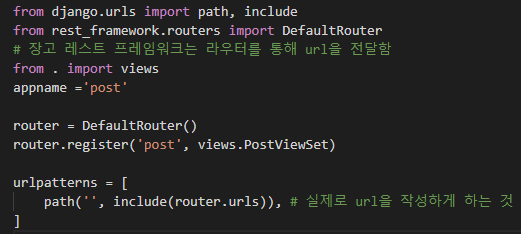 from django.urls import path, include
from rest_framework.routers import DefaultRouter
# 장고 레스트 프레임워크는 라우터를 통해 url을 전달함
from . import views
appname ='post'

router = DefaultRouter()
router.register('post', views.PostViewSet)

urlpatterns = [
    path('', include(router.urls)), # 실제로 url을 작성하게 하는 것
]